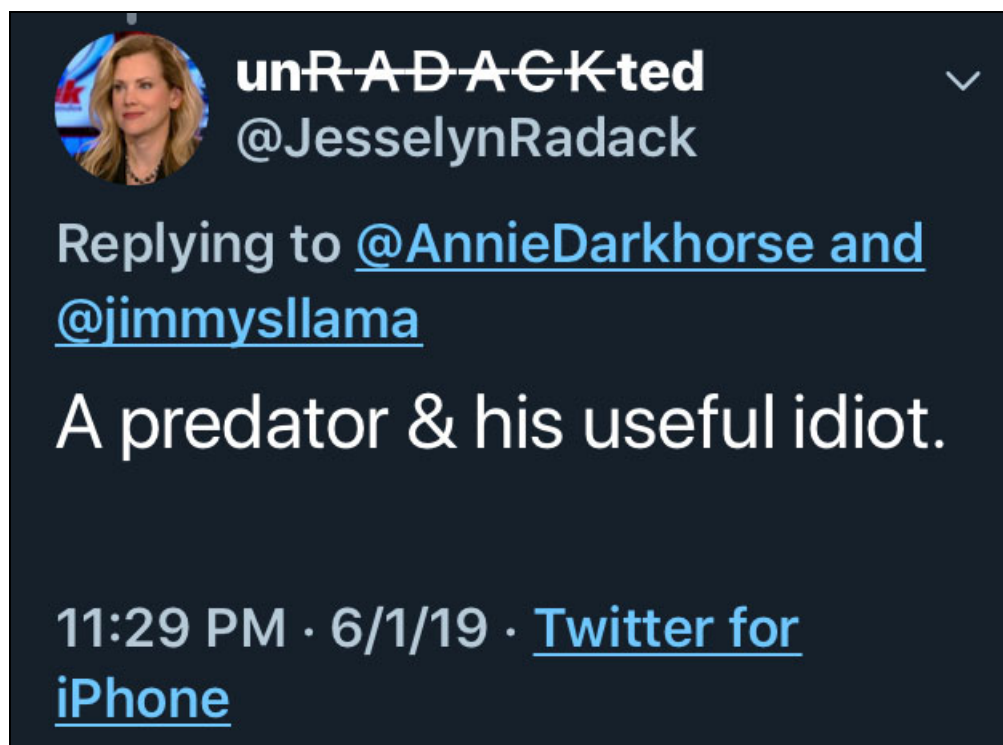 unRADACKted
@JesselynRadack
Replying to @AnnieDarkhorse and
@jimmysllama
A predator & his useful idiot.
11:29 PM · 6/1/19 · Twitter for
iPhone